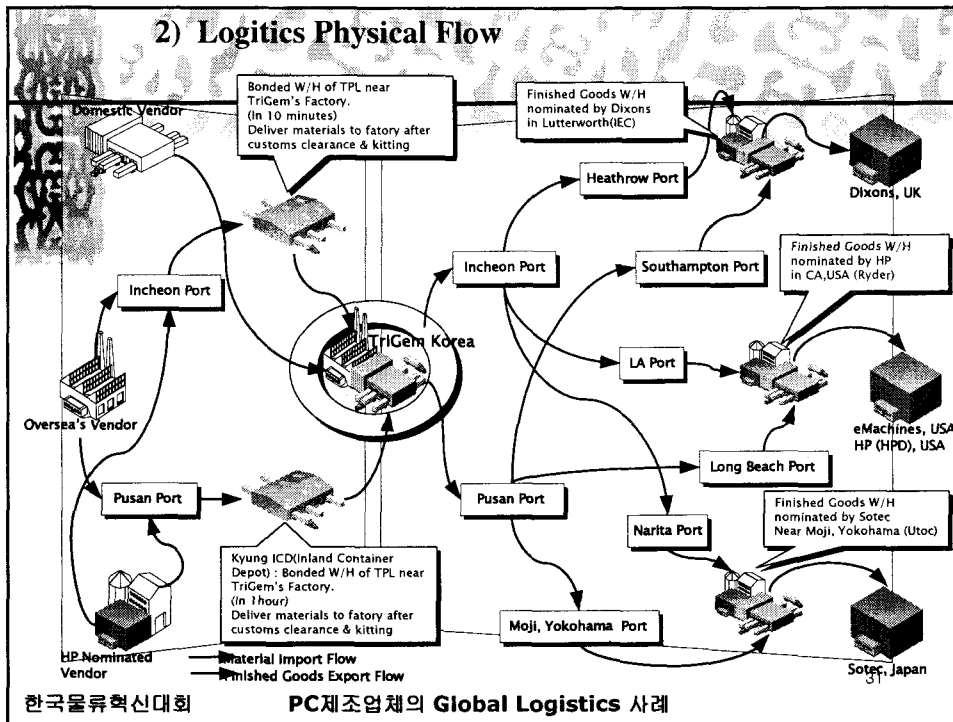 2) Logitics Physical Flow
Domestic Vendor
Bonded W/H of TPL near
TriGem's Factory.
(In 10 minutes)
Deliver materials to fatory after
customs clearance & kitting
Finished Goods W/H
nominated by Dixons
in Lutterworth(IEC)
Heathrow Port
Dixons, UK
Incheon Port
Incheon Port
Southampton Port
Finished Goods W/H
nominated by HP
in CA,USA (Ryder)
TriGem Korea
LA Port
Oversea's Vendor
eMachines, USA
HP (HPD), USA
Long Beach Port
Pusan Port
Pusan Port
Narita Port
Finished Goods W/H
nominated by Sotec
Near Moji, Yokohama (Utoc)
Kyung ICD(Inland Container
Depot) : Bonded W/H of TPL near
TriGem's Factory.
(In 1hour)
Deliver materials to fatory after
customs clearance & kitting
Moji, Yokohama Port
HP Nominated
Vendor
Material Import Flow
Finished Goods Export Flow
Sotec, Japan
31
한국물류혁신대회
PC제조업체의 Global Logistics 사례